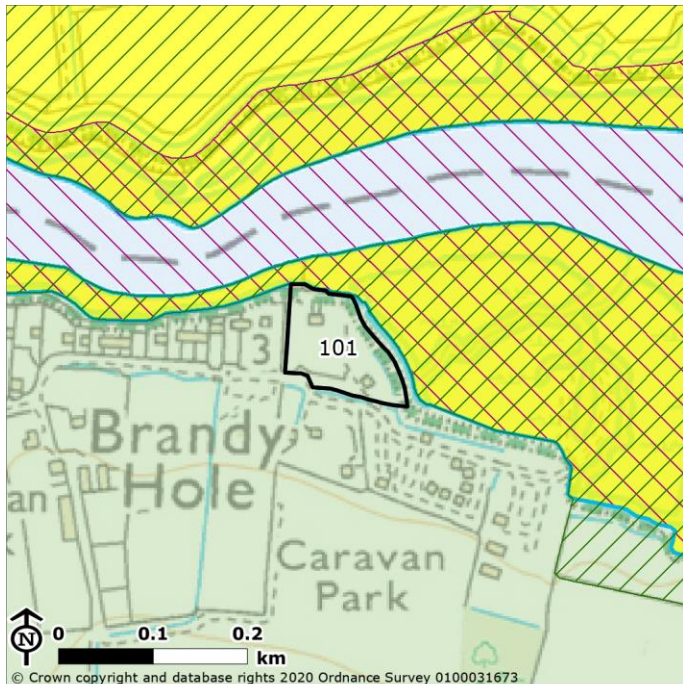 101
3
Brandy
Hole
an
k
Caravan
Park
N
0 0.1 0.2
km
© Crown copyright and database rights 2020 Ordnance Survey 0100031673